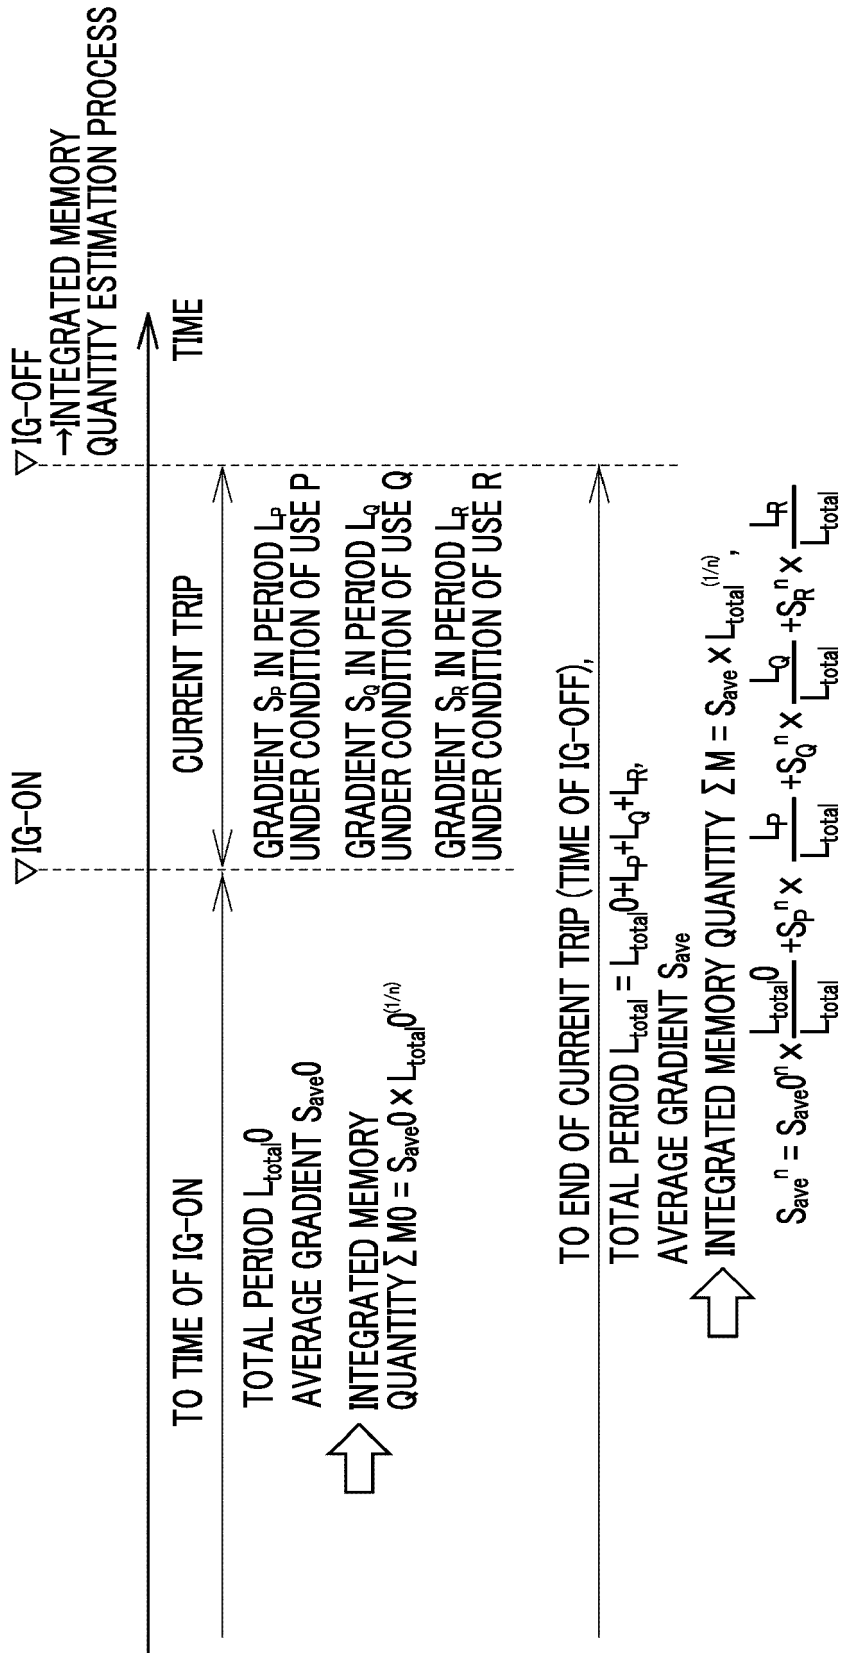 ▽IG-ON
▽IG-OFF
→INTEGRATED MEMORY
QUANTITY ESTIMATION PROCESS
TIME
TO TIME OF IG-ON
CURRENT TRIP
TOTAL PERIOD L_total0
AVERAGE GRADIENT S_ave0
INTEGRATED MEMORY
QUANTITY Σ M0 = S_ave0 × L_total0^(1/n)
GRADIENT S_P IN PERIOD L_P
UNDER CONDITION OF USE P
GRADIENT S_Q IN PERIOD L_Q
UNDER CONDITION OF USE Q
GRADIENT S_R IN PERIOD L_R
UNDER CONDITION OF USE R
TO END OF CURRENT TRIP (TIME OF IG-OFF),
TOTAL PERIOD L_total = L_total0+L_P+L_Q+L_R,
AVERAGE GRADIENT S_ave
INTEGRATED MEMORY QUANTITY Σ M = S_ave × L_total^(1/n),
S_ave^n = S_ave0^n × L_total0/L_total +S_P^n × L_P/L_total +S_Q^n × L_Q/L_total +S_R^n × L_R/L_total